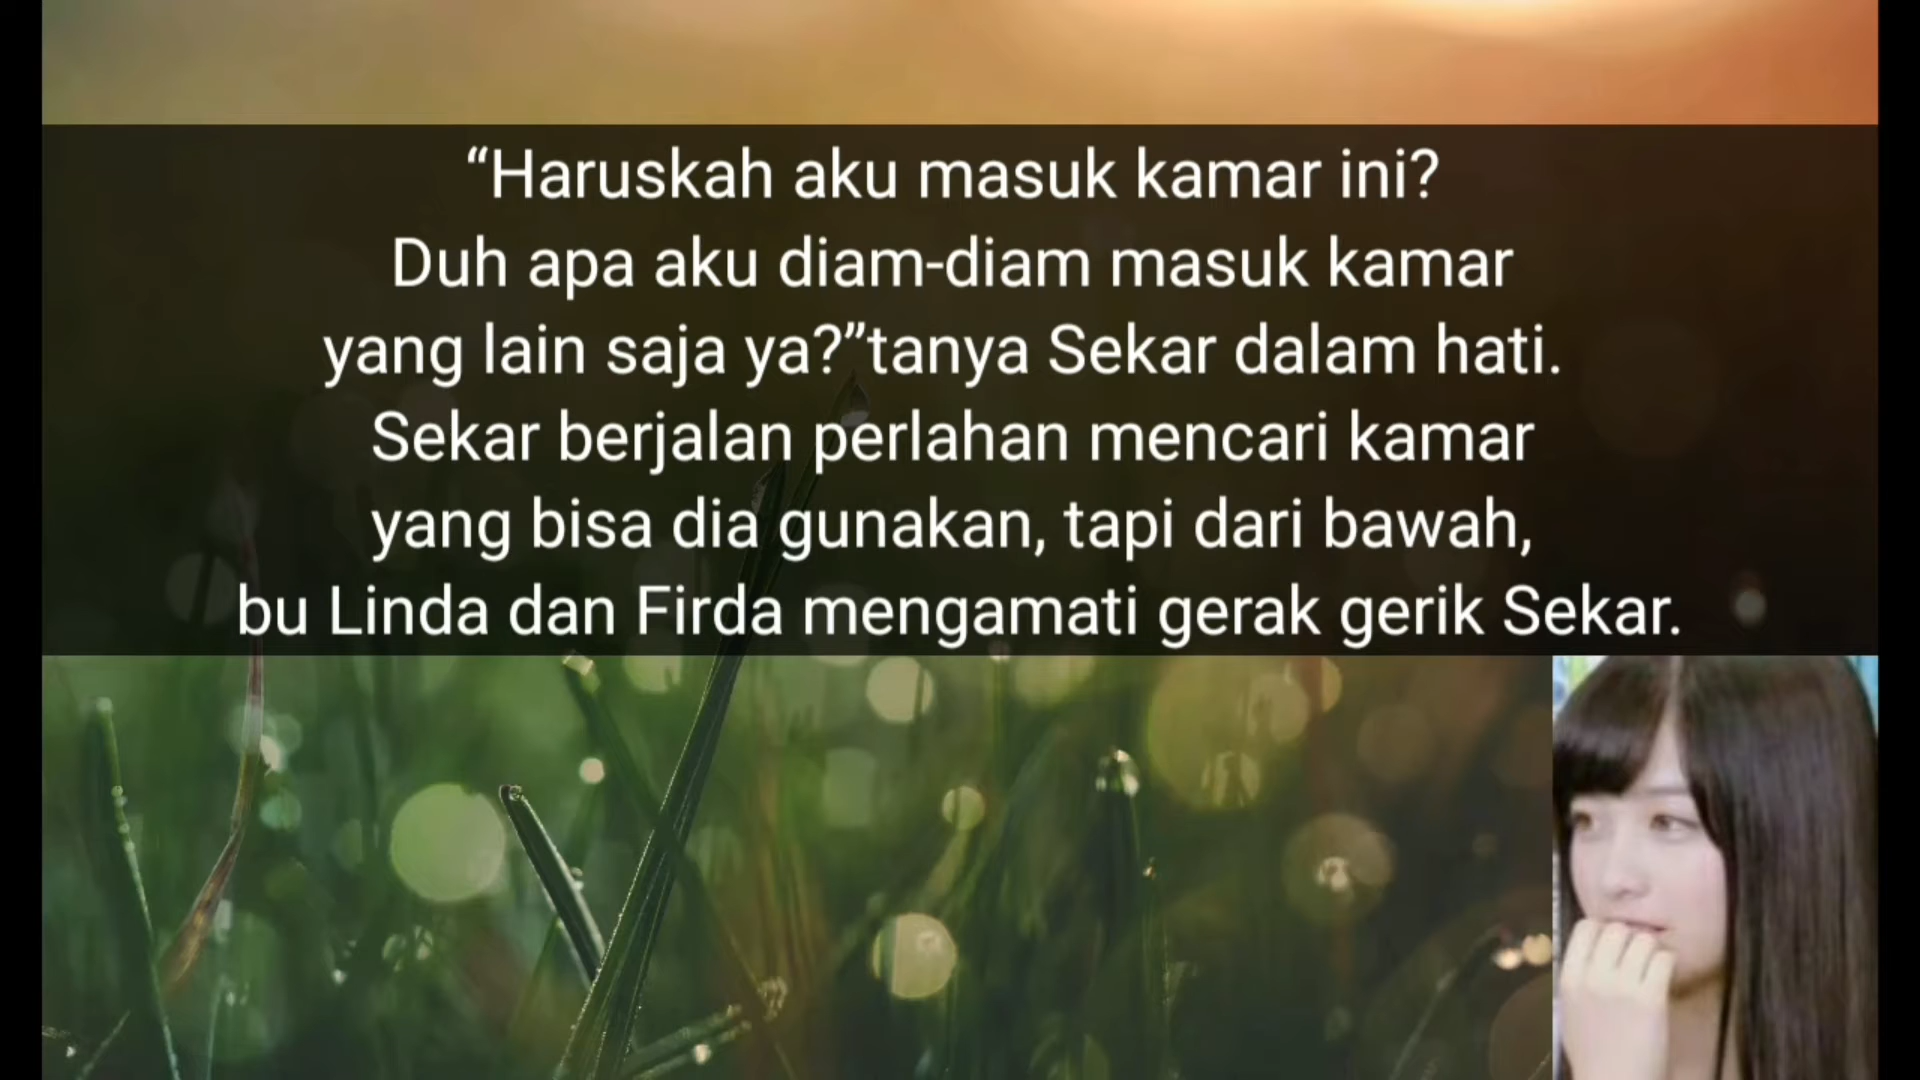 “Haruskah aku masuk kamar ini?
Duh apa aku diam-diam masuk kamar
yang lain saja ya?”tanya Sekar dalam hati.
Sekar berjalan perlahan mencari kamar
yang bisa dia gunakan, tapi dari bawah,
bu Linda dan Firda mengamati gerak gerik Sekar.